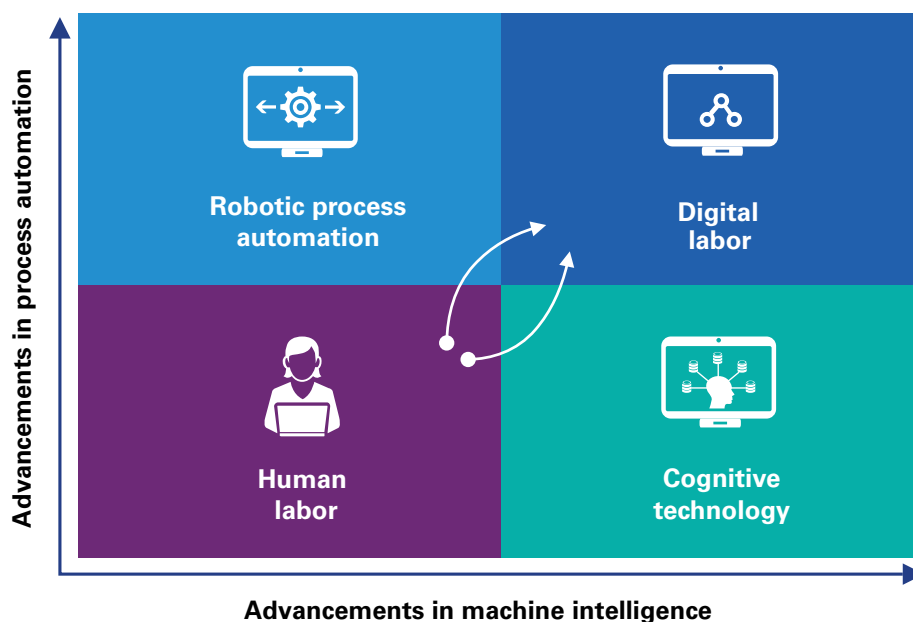 Advancements in process automation
Robotic process
automation
Digital
labor
Human
labor
Cognitive
technology
Advancements in machine intelligence